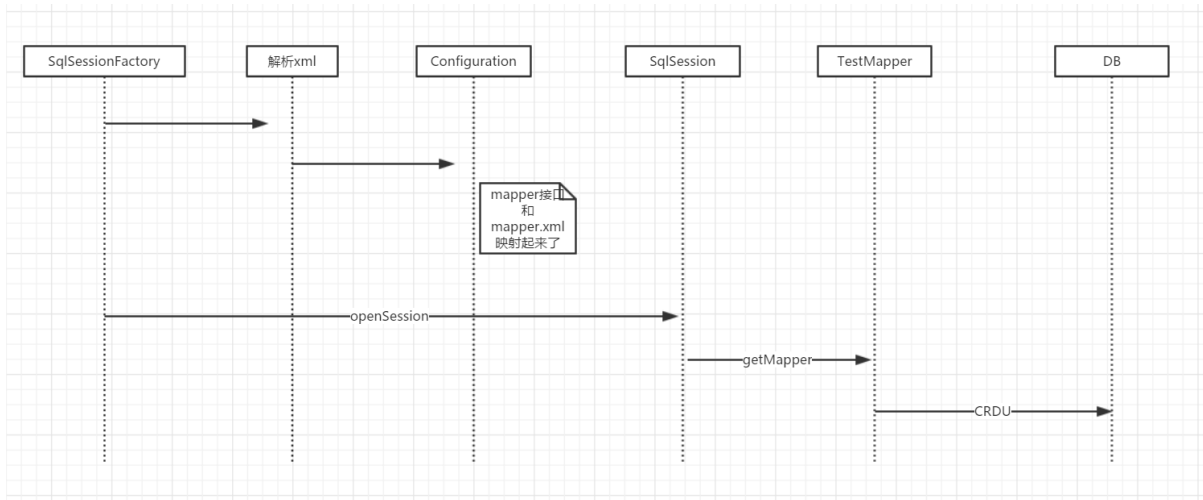 SqlSessionFactory
解析xml
Configuration
SqlSession
TestMapper
DB
mapper接口
和
mapper.xml
映射起来了
openSession
getMapper
CRDU